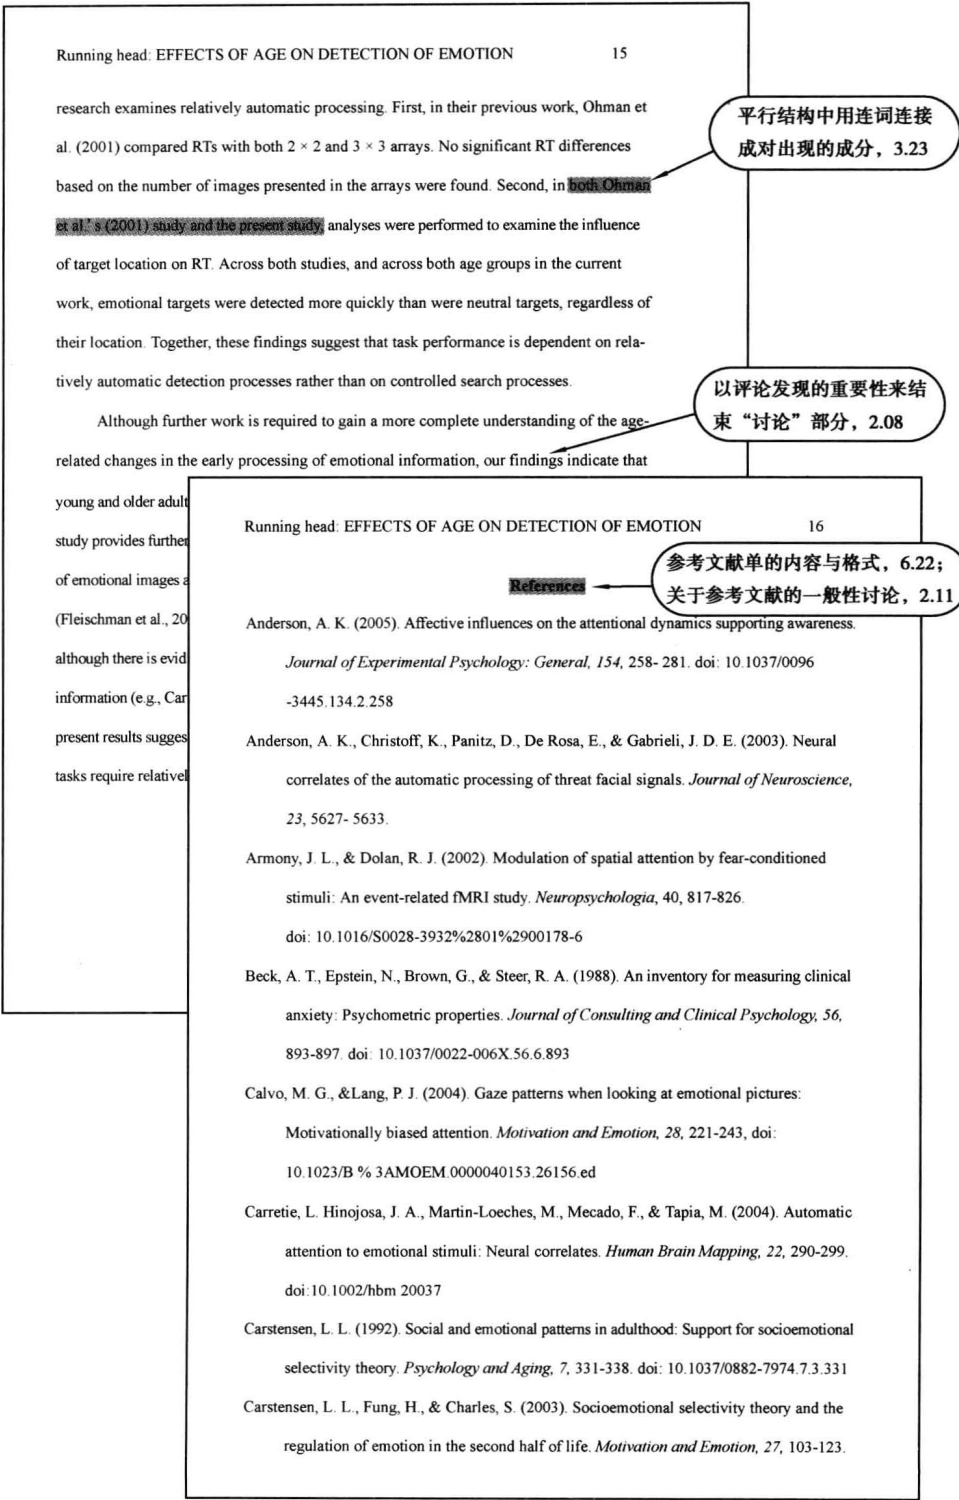 Running head: EFFECTS OF AGE ON DETECTION OF EMOTION 15
research examines relatively automatic processing. First, in their previous work, Ohman et
al. (2001) compared RTs with both 2 × 2 and 3 × 3 arrays. No significant RT differences
based on the number of images presented in the arrays were found. Second, in both Ohman
et al.'s (2001) study and the present study, analyses were performed to examine the influence
of target location on RT. Across both studies, and across both age groups in the current
work, emotional targets were detected more quickly than were neutral targets, regardless of
their location. Together, these findings suggest that task performance is dependent on rela-
tively automatic detection processes rather than on controlled search processes.
Although further work is required to gain a more complete understanding of the age-
related changes in the early processing of emotional information, our findings indicate that
young and older adult
study provides further
of emotional images a
(Fleischman et al., 20
although there is evid
information (e.g., Car
present results sugges
tasks require relativel
平行结构中用连词连接
成对出现的成分，3.23
以评论发现的重要性来结
束“讨论”部分，2.08
Running head: EFFECTS OF AGE ON DETECTION OF EMOTION 16
参考文献单的内容与格式，6.22；
关于参考文献的一般性讨论，2.11
References
Anderson, A. K. (2005). Affective influences on the attentional dynamics supporting awareness.
Journal of Experimental Psychology: General, 154, 258- 281. doi: 10.1037/0096
-3445.134.2.258
Anderson, A. K., Christoff, K., Panitz, D., De Rosa, E., & Gabrieli, J. D. E. (2003). Neural
correlates of the automatic processing of threat facial signals. Journal of Neuroscience,
23, 5627- 5633.
Armony, J. L., & Dolan, R. J. (2002). Modulation of spatial attention by fear-conditioned
stimuli: An event-related fMRI study. Neuropsychologia, 40, 817-826.
doi: 10.1016/S0028-3932%2801%2900178-6
Beck, A. T., Epstein, N., Brown, G., & Steer, R. A. (1988). An inventory for measuring clinical
anxiety: Psychometric properties. Journal of Consulting and Clinical Psychology, 56,
893-897. doi: 10.1037/0022-006X.56.6.893
Calvo, M. G., &Lang, P. J. (2004). Gaze patterns when looking at emotional pictures:
Motivationally biased attention. Motivation and Emotion, 28, 221-243, doi:
10.1023/B % 3AMOEM.0000040153.26156.ed
Carretie, L. Hinojosa, J. A., Martin-Loeches, M., Mecado, F., & Tapia, M. (2004). Automatic
attention to emotional stimuli: Neural correlates. Human Brain Mapping, 22, 290-299.
doi:10.1002/hbm 20037
Carstensen, L. L. (1992). Social and emotional patterns in adulthood: Support for socioemotional
selectivity theory. Psychology and Aging, 7, 331-338. doi: 10.1037/0882-7974.7.3.331
Carstensen, L. L., Fung, H., & Charles, S. (2003). Socioemotional selectivity theory and the
regulation of emotion in the second half of life. Motivation and Emotion, 27, 103-123.